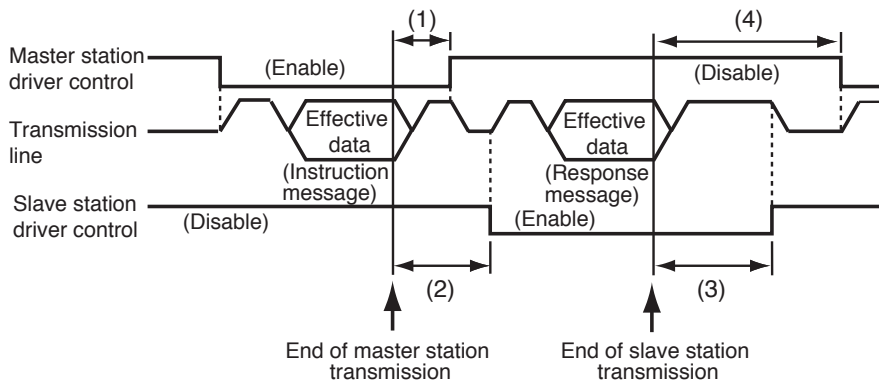 (1)
(4)
Master station
driver control
(Enable)
(Disable)
Transmission
line
Effective
data
(Instruction
message)
Effective
data
(Response
message)
Slave station
driver control
(Disable)
(Enable)
(2)
(3)
End of master station
transmission
End of slave station
transmission